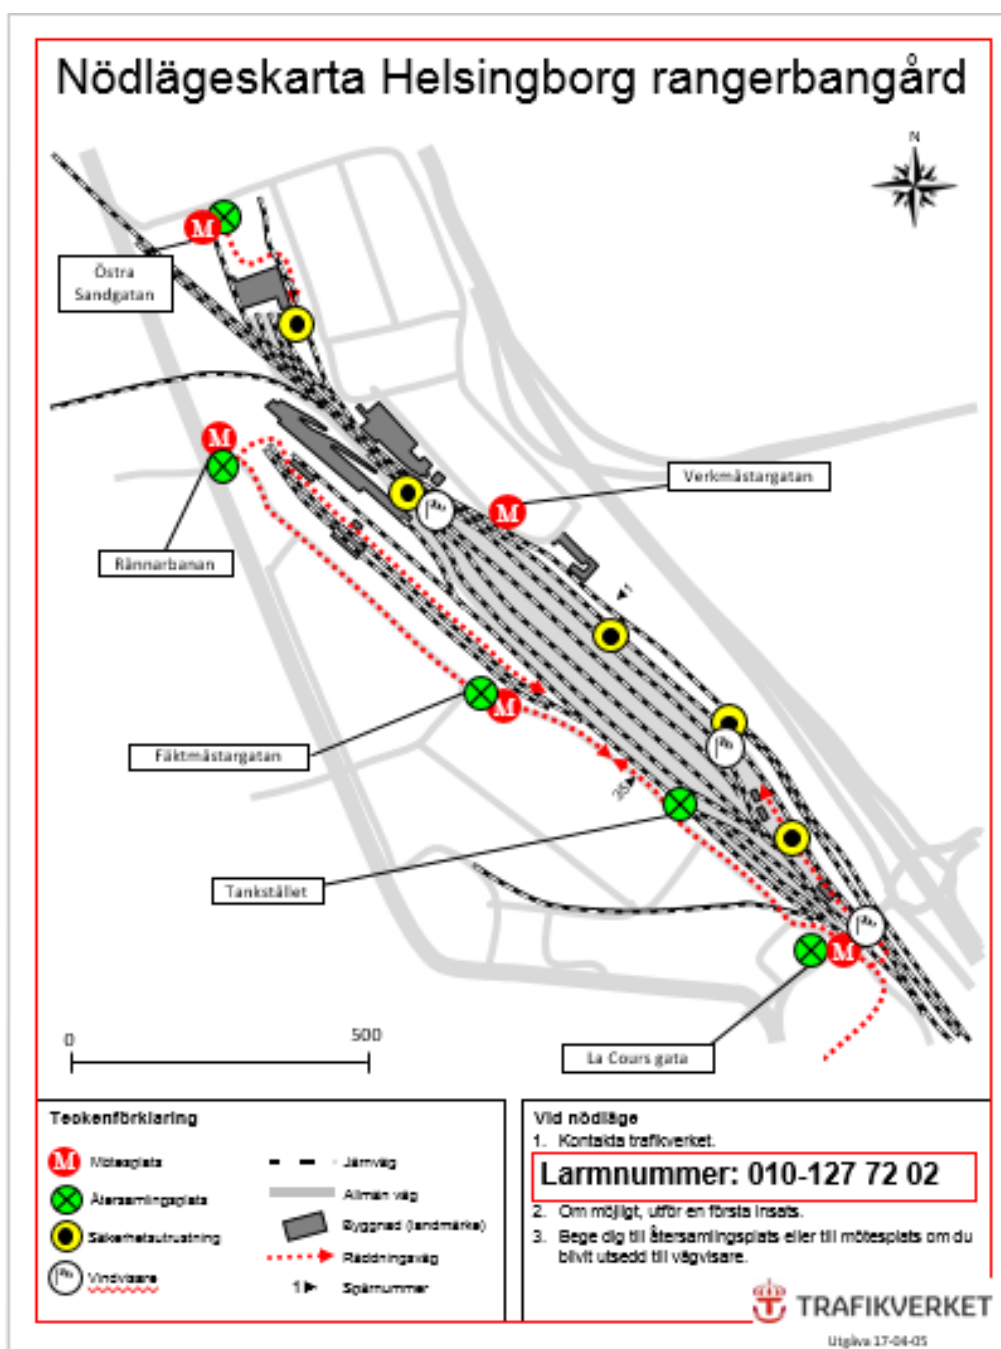 Nödlägeskarta Helsingborg rangerbangård
N
M
Östra
Sandgatan
M
Verkmästargatan
M
Rännarbanan
1
M
Fäktmästargatan
35
Tankstället
M
La Cours gata
0
500
Teckenförklaring
M Mötesplats
Återsamlingsplats
Säkerhetsutrustning
Vindvisare
Järnväg
Allmän väg
Byggnad (landmärke)
Räddningsväg
1 Spårnummer
Vid nödläge
1. Kontakta trafikverket.
Larmnummer: 010-127 72 02
2. Om möjligt, utför en första insats.
3. Bege dig till återsamlingsplats eller till mötesplats om du
blivit utsedd till vägvisare.
TRAFIKVERKET
Utgåva 17-04-05